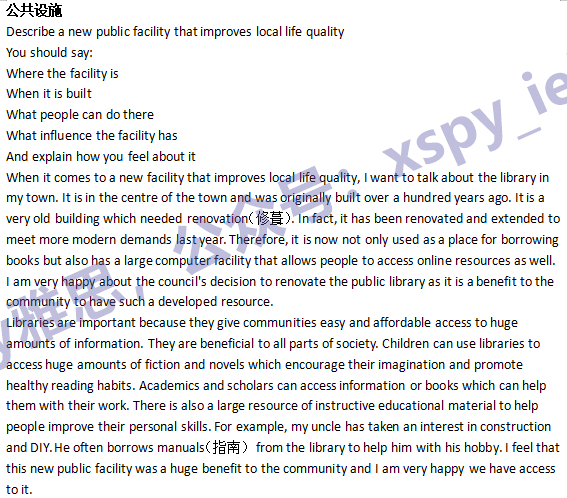 公共设施
Describe a new public facility that improves local life quality
You should say:
Where the facility is
When it is built
What people can do there
What influence the facility has
And explain how you feel about it
When it comes to a new facility that improves local life quality, I want to talk about the library in
my town. It is in the centre of the town and was originally built over a hundred years ago. It is a
very old building which needed renovation(修葺). In fact, it has been renovated and extended to
meet more modern demands last year. Therefore, it is now not only used as a place for borrowing
books but also has a large computer facility that allows people to access online resources as well.
I am very happy about the council's decision to renovate the public library as it is a benefit to the
community to have such a developed resource.
Libraries are important because they give communities easy and affordable access to huge
amounts of information. They are beneficial to all parts of society. Children can use libraries to
access huge amounts of fiction and novels which encourage their imagination and promote
healthy reading habits. Academics and scholars can access information or books which can help
them with their work. There is also a large resource of instructive educational material to help
people improve their personal skills. For example, my uncle has taken an interest in construction
and DIY. He often borrows manuals(指南) from the library to help him with his hobby. I feel that
this new public facility was a huge benefit to the community and I am very happy we have access
to it.
y雅思, 公众号: xspy_ie